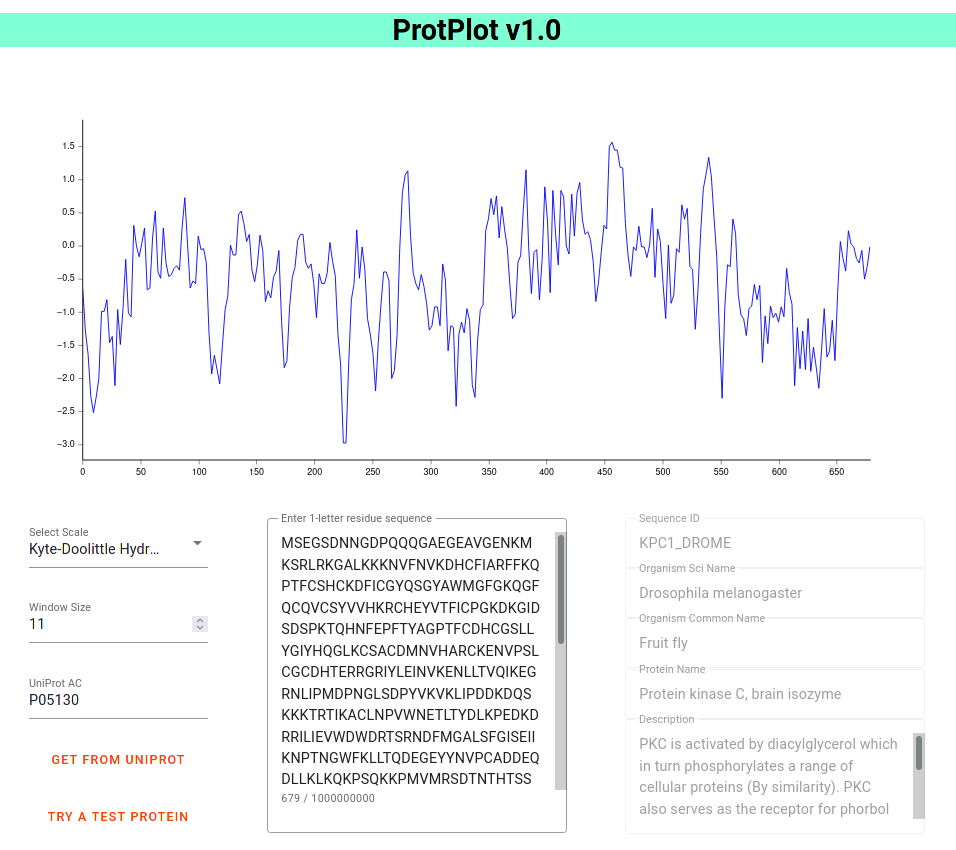 ProtPlot v1.0
1.5
1.0
0.5
0.0
−0.5
−1.0
−1.5
−2.0
−2.5
−3.0
0 50 100 150 200 250 300 350 400 450 500 550 600 650
Select Scale
Kyte-Doolittle Hydr...
Window Size
11
UniProt AC
P05130
GET FROM UNIPROT
TRY A TEST PROTEIN
Enter 1-letter residue sequence
MSEGSDNNGDPQQQGAEGEAVGENKM
KSRLRKGALKKKNVFNVKDHCFIARFFKQ
PTFCSHCKDFICGYQSGYAWMGFGKQGF
QCQVCSYVVHKRCHEYVTFICPGKDKGID
SDSPKTQHNFEPFTYAGPTFCDHCGSLL
YGIYHQGLKCSACDMNVHARCKENVPSL
CGCDHTERRGRIYLEINVKENLLTVQIKEG
RNLIPMDPNGLSDPYVKVKLIPDDKDQS
KKKTRTIKACLNPVWNETLTYDLKPEDKD
RRILIEVWDWDRTSRNDFMGALSFGISEII
KNPTNGWFKLLTQDEGEYYNVPCADDEQ
DLLKLKQKPSQKKPMVMRSDTNTHTSS
679 / 1000000000
Sequence ID
KPC1_DROME
Organism Sci Name
Drosophila melanogaster
Organism Common Name
Fruit fly
Protein Name
Protein kinase C, brain isozyme
Description
PKC is activated by diacylglycerol which
in turn phosphorylates a range of
cellular proteins (By similarity). PKC
also serves as the receptor for phorbol